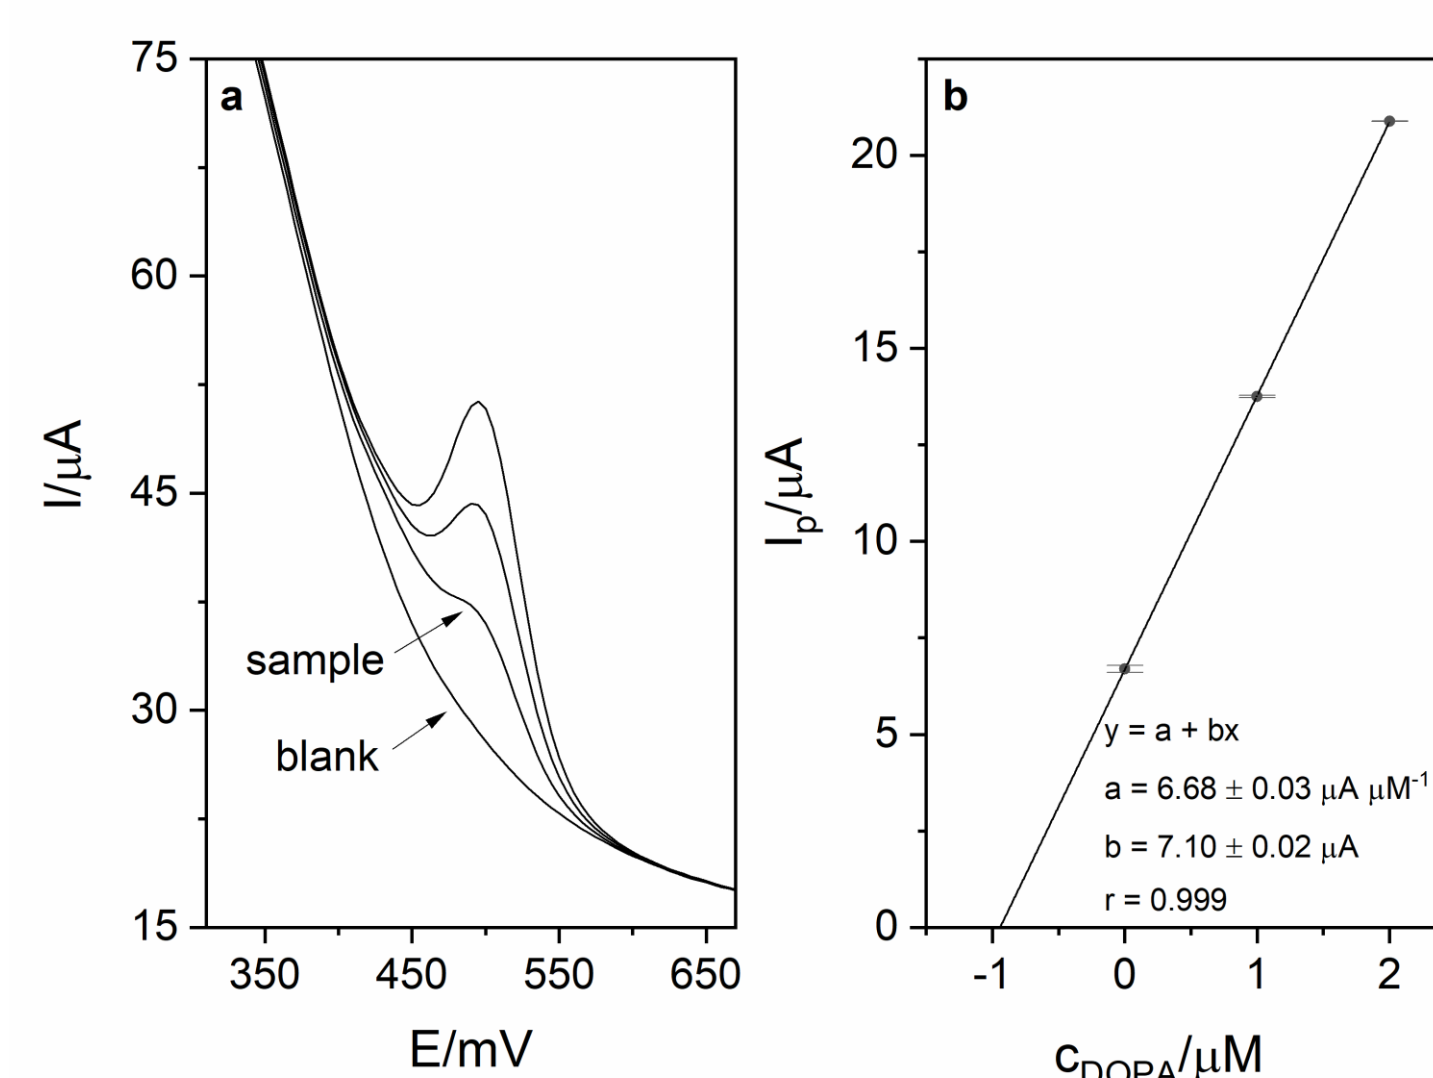 a
75
60
45
30
15
I/μA
sample
blank
350 450 550 650
E/mV
b
20
15
10
5
0
Ip/μA
y = a + bx
a = 6.68 ± 0.03 μA μM-1
b = 7.10 ± 0.02 μA
r = 0.999
-1 0 1 2
cDOPA/μM